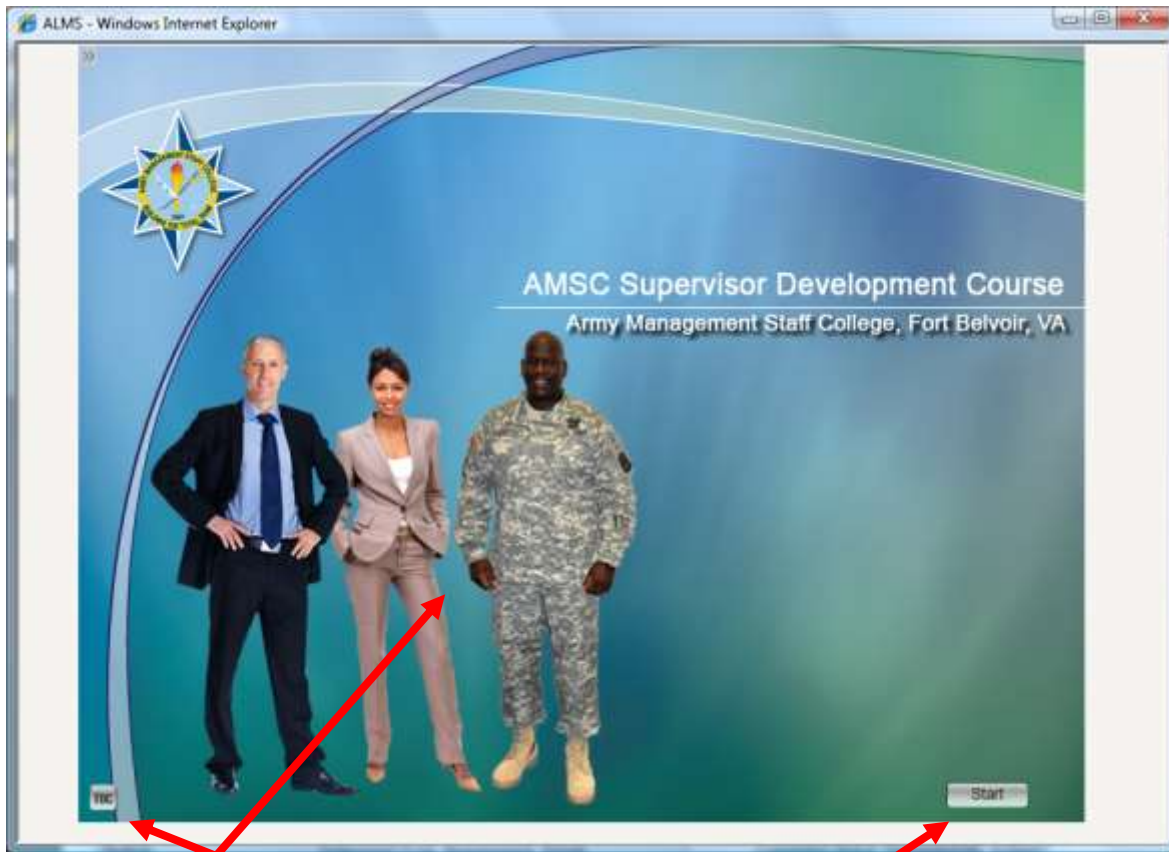 ALMS - Windows Internet Explorer
»
AMSC Supervisor Development Course
Army Management Staff College, Fort Belvoir, VA
TOC
Start